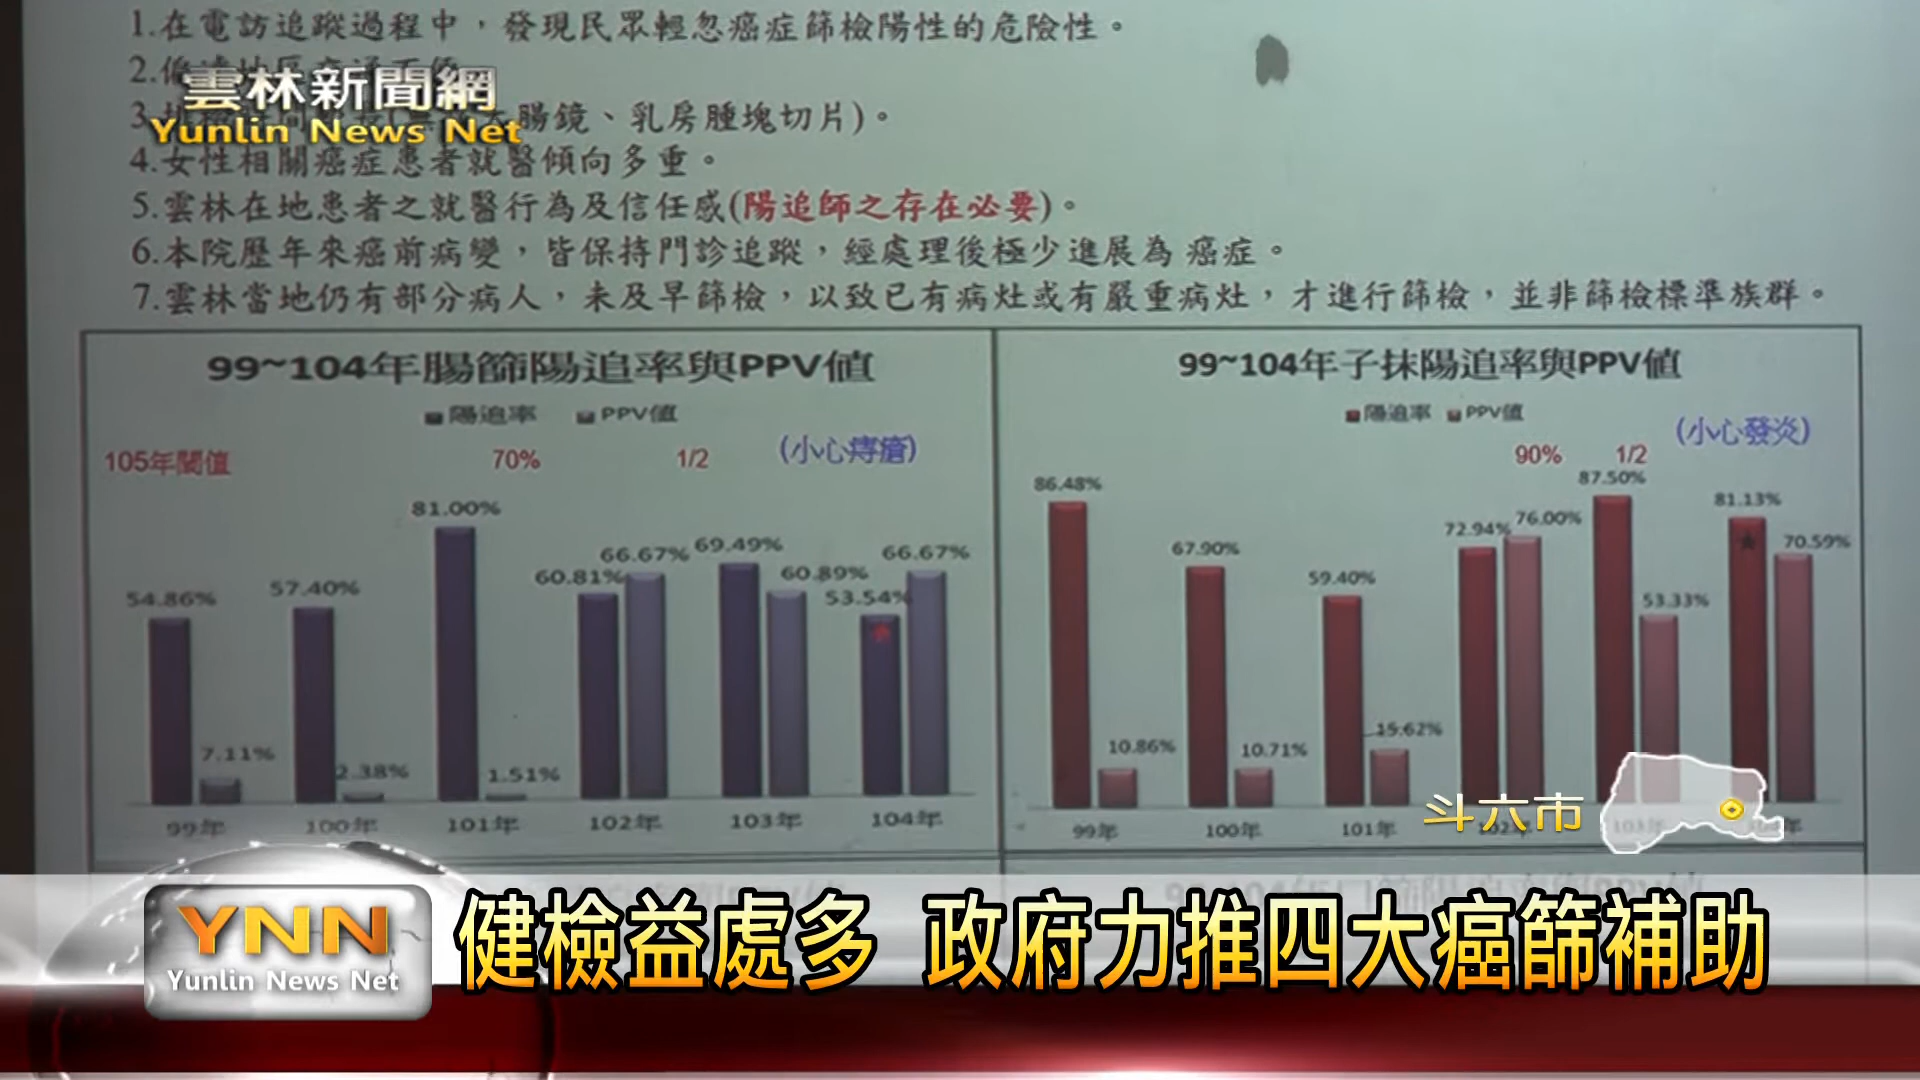 1.在電訪追蹤過程中，發現民眾輕忽癌症篩檢陽性的危險性。
2.
雲林新聞網
3.大腸鏡、乳房腫塊切片)。
Yunlin News Net
4.女性相關癌症患者就醫傾向多重。
5.雲林在地患者之就醫行為及信任感(陽追師之存在必要)。
6.本院歷年來癌前病變，皆保持門診追蹤，經處理後極少進展為 癌症。
7.雲林當地仍有部分病人，未及早篩檢，以致已有病灶或有嚴重病灶，才進行篩檢，並非篩檢標準族群。
99~104年腸篩陽追率與PPV值
陽追率 PPV值
105年閾值 70% 1/2 (小心痔瘡)
54.86% 7.11% 57.40% 2.38% 81.00% 1.51% 60.81% 66.67% 69.49% 60.89% 53.54% 66.67%
99年 100年 101年 102年 103年 104年
99~104年子抹陽追率與PPV值
陽追率 PPV值
90% 1/2 (小心發炎)
86.48% 10.86% 67.90% 10.71% 59.40% 15.62% 72.94% 76.00% 87.50% 53.33% 81.13% 70.59%
99年 100年 101年 102年 103年
斗六市
YNN
Yunlin News Net
健檢益處多 政府力推四大癌篩補助